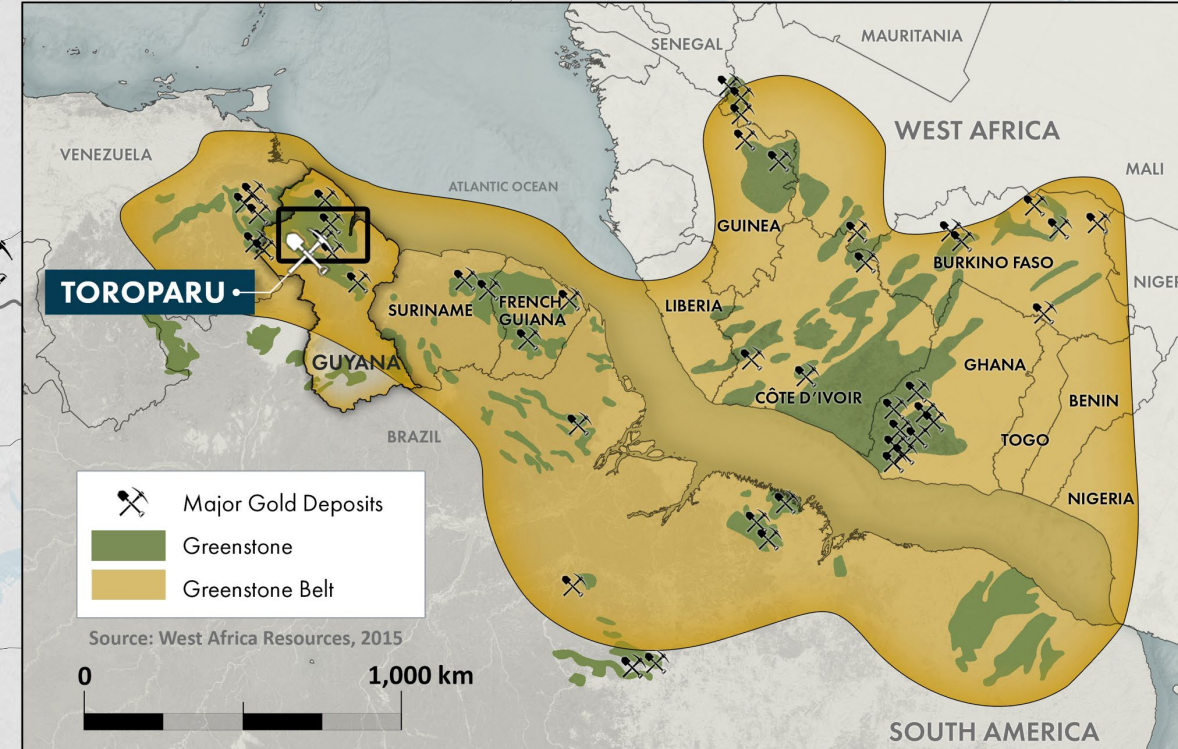 SENEGAL
MAURITANIA
WEST AFRICA
VENEZUELA
MALI
ATLANTIC OCEAN
GUINEA
BURKINO FASO
NIGER
TOROPARU
SURINAME
FRENCH
GUIANA
LIBERIA
GUYANA
GHANA
CÔTE D'IVOIR
BENIN
BRAZIL
TOGO
NIGERIA
Major Gold Deposits
Greenstone
Greenstone Belt
Source: West Africa Resources, 2015
0
1,000 km
SOUTH AMERICA